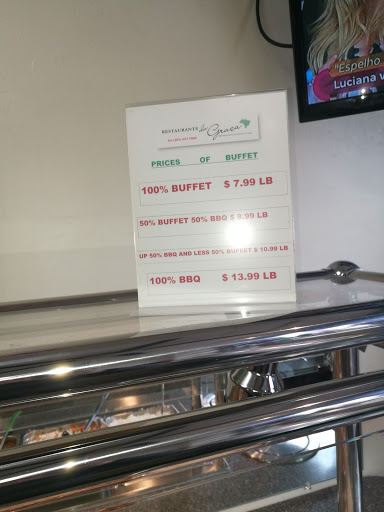 "Espelho
Luciana v
RESTAURANTE da Graça
PRICES OF BUFFET
100% BUFFET $ 7.99 LB
50% BUFFET 50% BBQ $ 8.99 LB
UP 50% BBQ AND LESS 50% BUFFET $ 10.99 LB
100% BBQ $ 13.99 LB